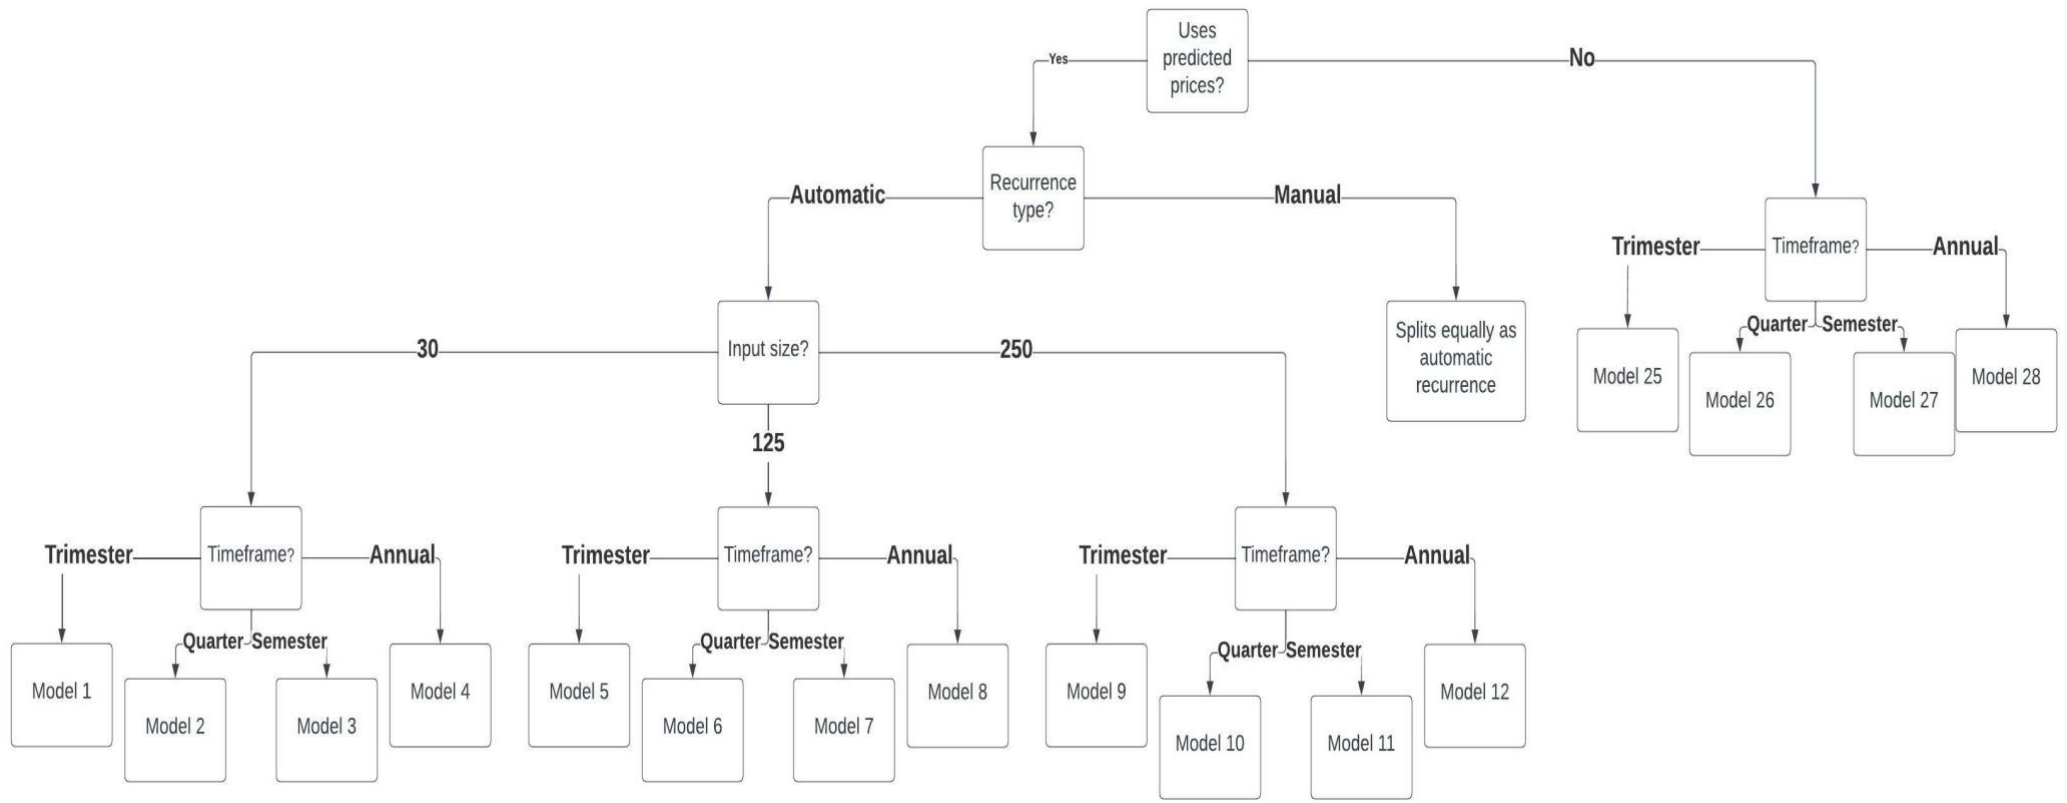 Uses
predicted
prices?
Yes
No
Recurrence
type?
Automatic
Manual
Timeframe?
Trimester
Annual
Quarter
Semester
Model 25
Model 26
Model 27
Model 28
Splits equally as
automatic
recurrence
Input size?
30
250
125
Timeframe?
Trimester
Annual
Quarter
Semester
Model 1
Model 2
Model 3
Model 4
Timeframe?
Trimester
Annual
Quarter
Semester
Model 5
Model 6
Model 7
Model 8
Timeframe?
Trimester
Annual
Quarter
Semester
Model 9
Model 10
Model 11
Model 12